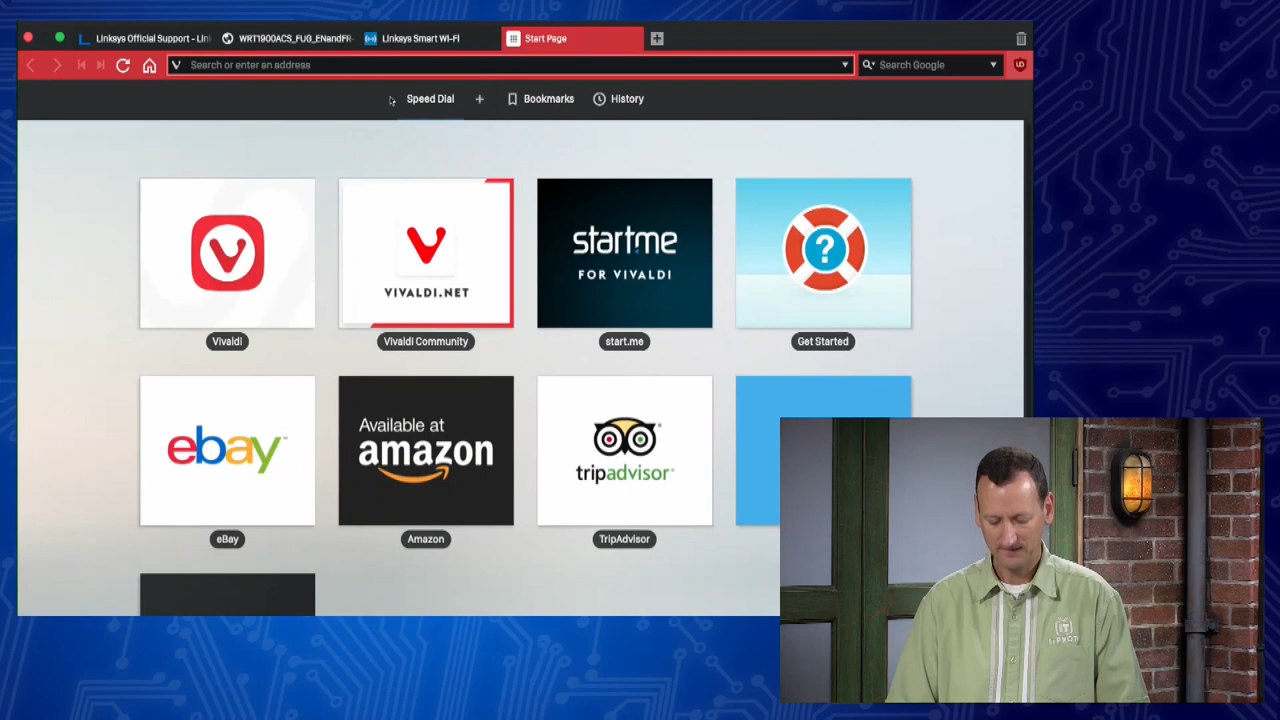 Linksys Official Support - Lin
WRT1900ACS_FUG_ENandFR-
Linksys Smart Wi-Fi
Start Page
Search or enter an address
Search Google
Speed Dial
Bookmarks
History
VIVALDI.NET
startme
FOR VIVALDI
?
Vivaldi
Vivaldi Community
start.me
Get Started
ebay™
Available at
amazon
tripadvisor®
eBay
Amazon
TripAdvisor